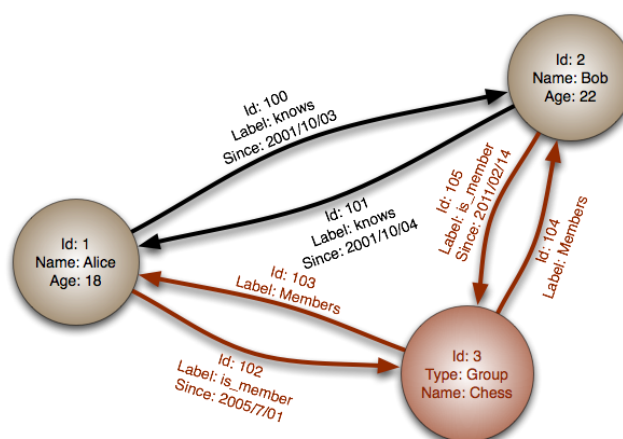 Id: 2
Name: Bob
Age: 22
Id: 100
Label: knows
Since: 2001/10/03
Id: 101
Label: knows
Since: 2001/10/04
Id: 105
Label: is_member
Since: 2011/02/14
Id: 104
Label: Members
Id: 1
Name: Alice
Age: 18
Id: 103
Label: Members
Id: 102
Label: is_member
Since: 2005/7/01
Id: 3
Type: Group
Name: Chess